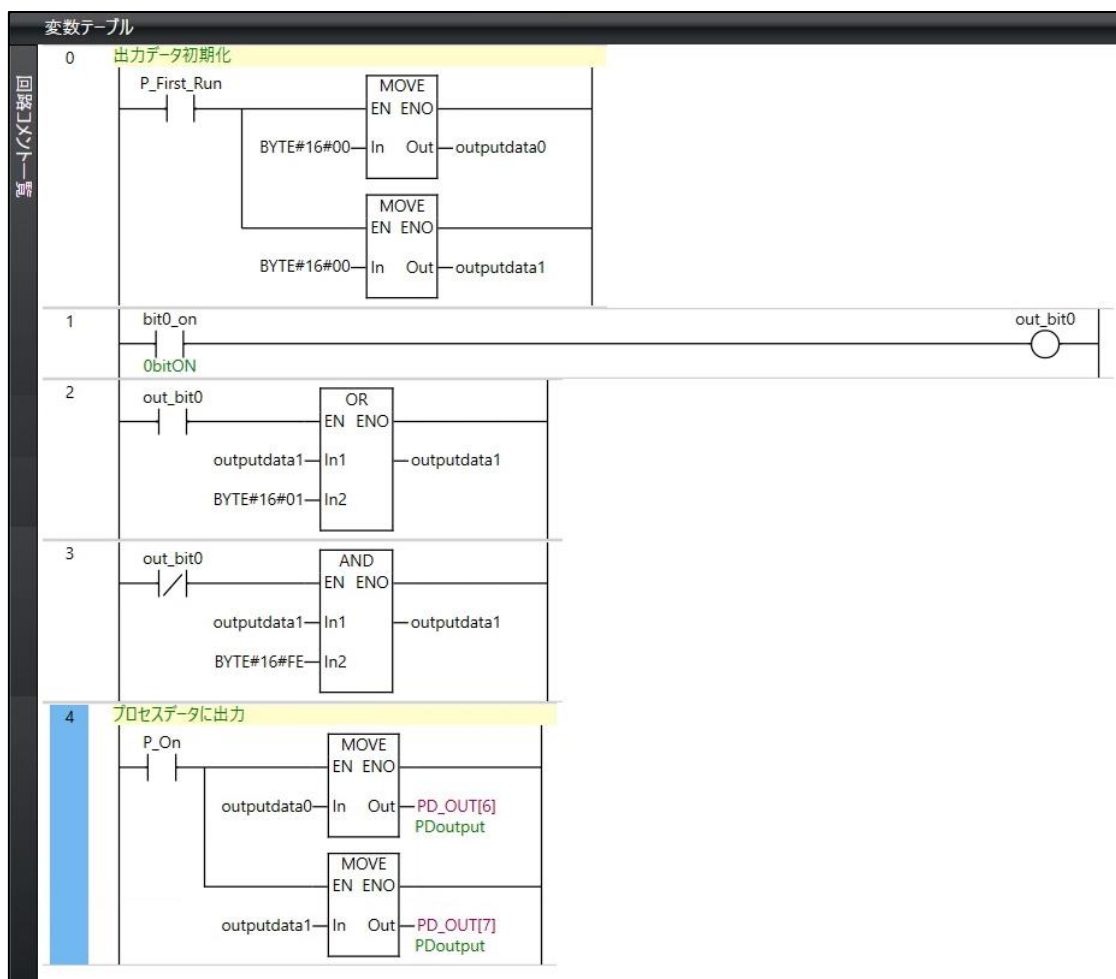 変数テーブル
回路コメント一覧
0
出力データ初期化
P_First_Run
MOVE
EN ENO
BYTE#16#00 In Out outputdata0
MOVE
EN ENO
BYTE#16#00 In Out outputdata1
1
bit0_on
out_bit0
0bitON
2
out_bit0
OR
EN ENO
outputdata1 In1 outputdata1
BYTE#16#01 In2
3
out_bit0
AND
EN ENO
outputdata1 In1 outputdata1
BYTE#16#FE In2
4
プロセスデータに出力
P_On
MOVE
EN ENO
outputdata0 In Out PD_OUT[6]
PDoutput
MOVE
EN ENO
outputdata1 In Out PD_OUT[7]
PDoutput